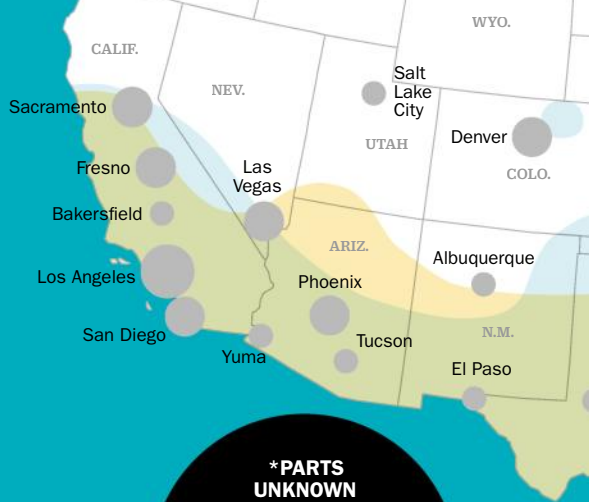 WYO.
CALIF.
Salt
Lake
City
NEV.
Sacramento
Denver
UTAH
Fresno
Las
Vegas
COLO.
Bakersfield
ARIZ.
Albuquerque
Los Angeles
Phoenix
San Diego
N.M.
Yuma
Tucson
El Paso
*PARTS
UNKNOWN